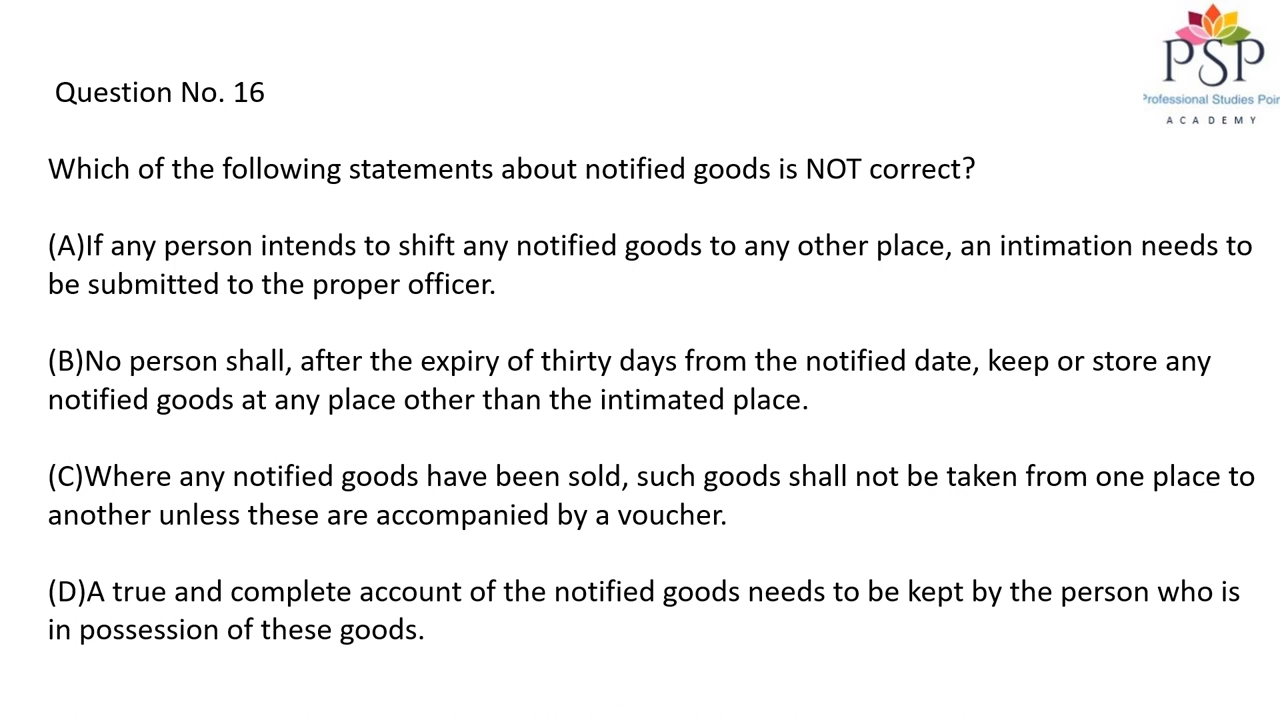 PSP
Professional Studies Poin
ACADEMY
Question No. 16
Which of the following statements about notified goods is NOT correct?
(A)If any person intends to shift any notified goods to any other place, an intimation needs to
be submitted to the proper officer.
(B)No person shall, after the expiry of thirty days from the notified date, keep or store any
notified goods at any place other than the intimated place.
(C)Where any notified goods have been sold, such goods shall not be taken from one place to
another unless these are accompanied by a voucher.
(D)A true and complete account of the notified goods needs to be kept by the person who is
in possession of these goods.